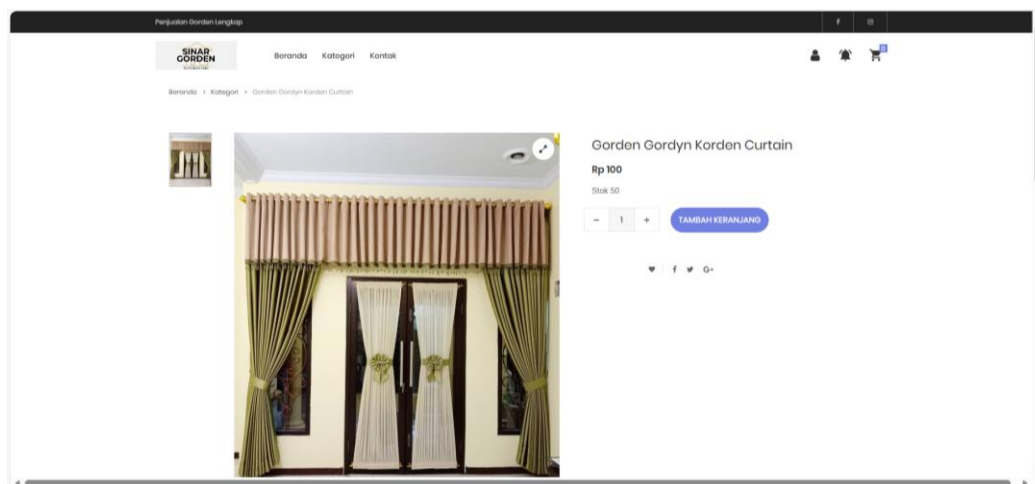 Penjualan Gorden Lengkap
SINAR
GORDEN
Beranda Kategori Kontak
0
Beranda > Kategori > Gorden Gordyn Korden Curtain
Gorden Gordyn Korden Curtain
Rp 100
Stok 50
- 1 +
TAMBAH KERANJANG
G+